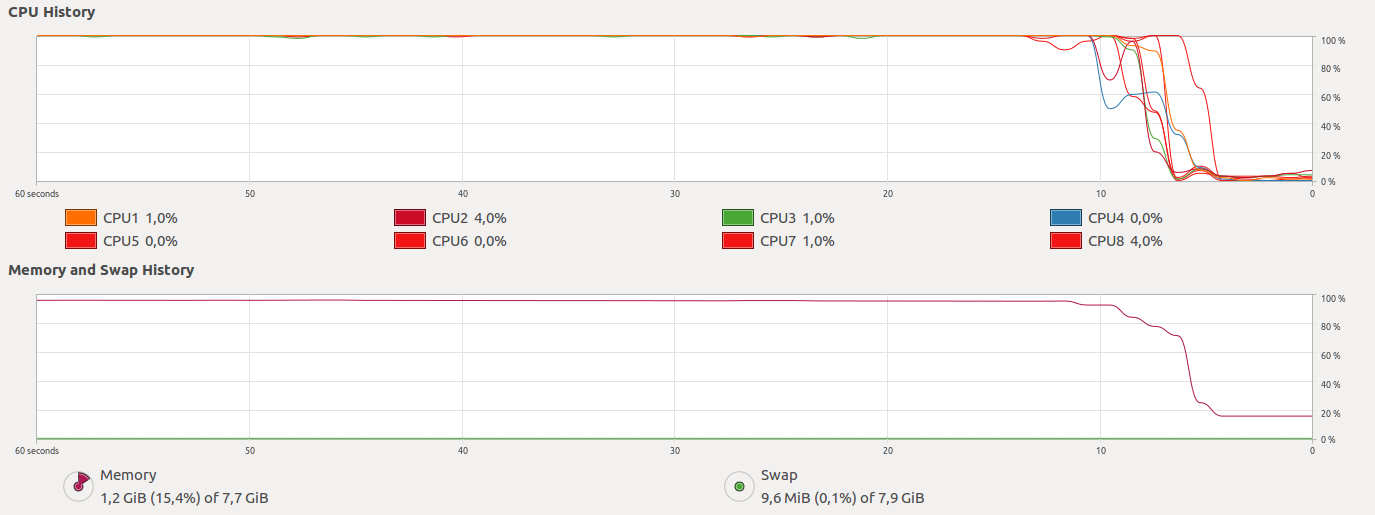 CPU History
100 %
80 %
60 %
40 %
20 %
0 %
60 seconds 50 40 30 20 10 0
CPU1 1,0% CPU2 4,0% CPU3 1,0% CPU4 0,0%
CPU5 0,0% CPU6 0,0% CPU7 1,0% CPU8 4,0%
Memory and Swap History
100 %
80 %
60 %
40 %
20 %
0 %
60 seconds 50 40 30 20 10 0
Memory Swap
1,2 GiB (15,4%) of 7,7 GiB 9,6 MiB (0,1%) of 7,9 GiB